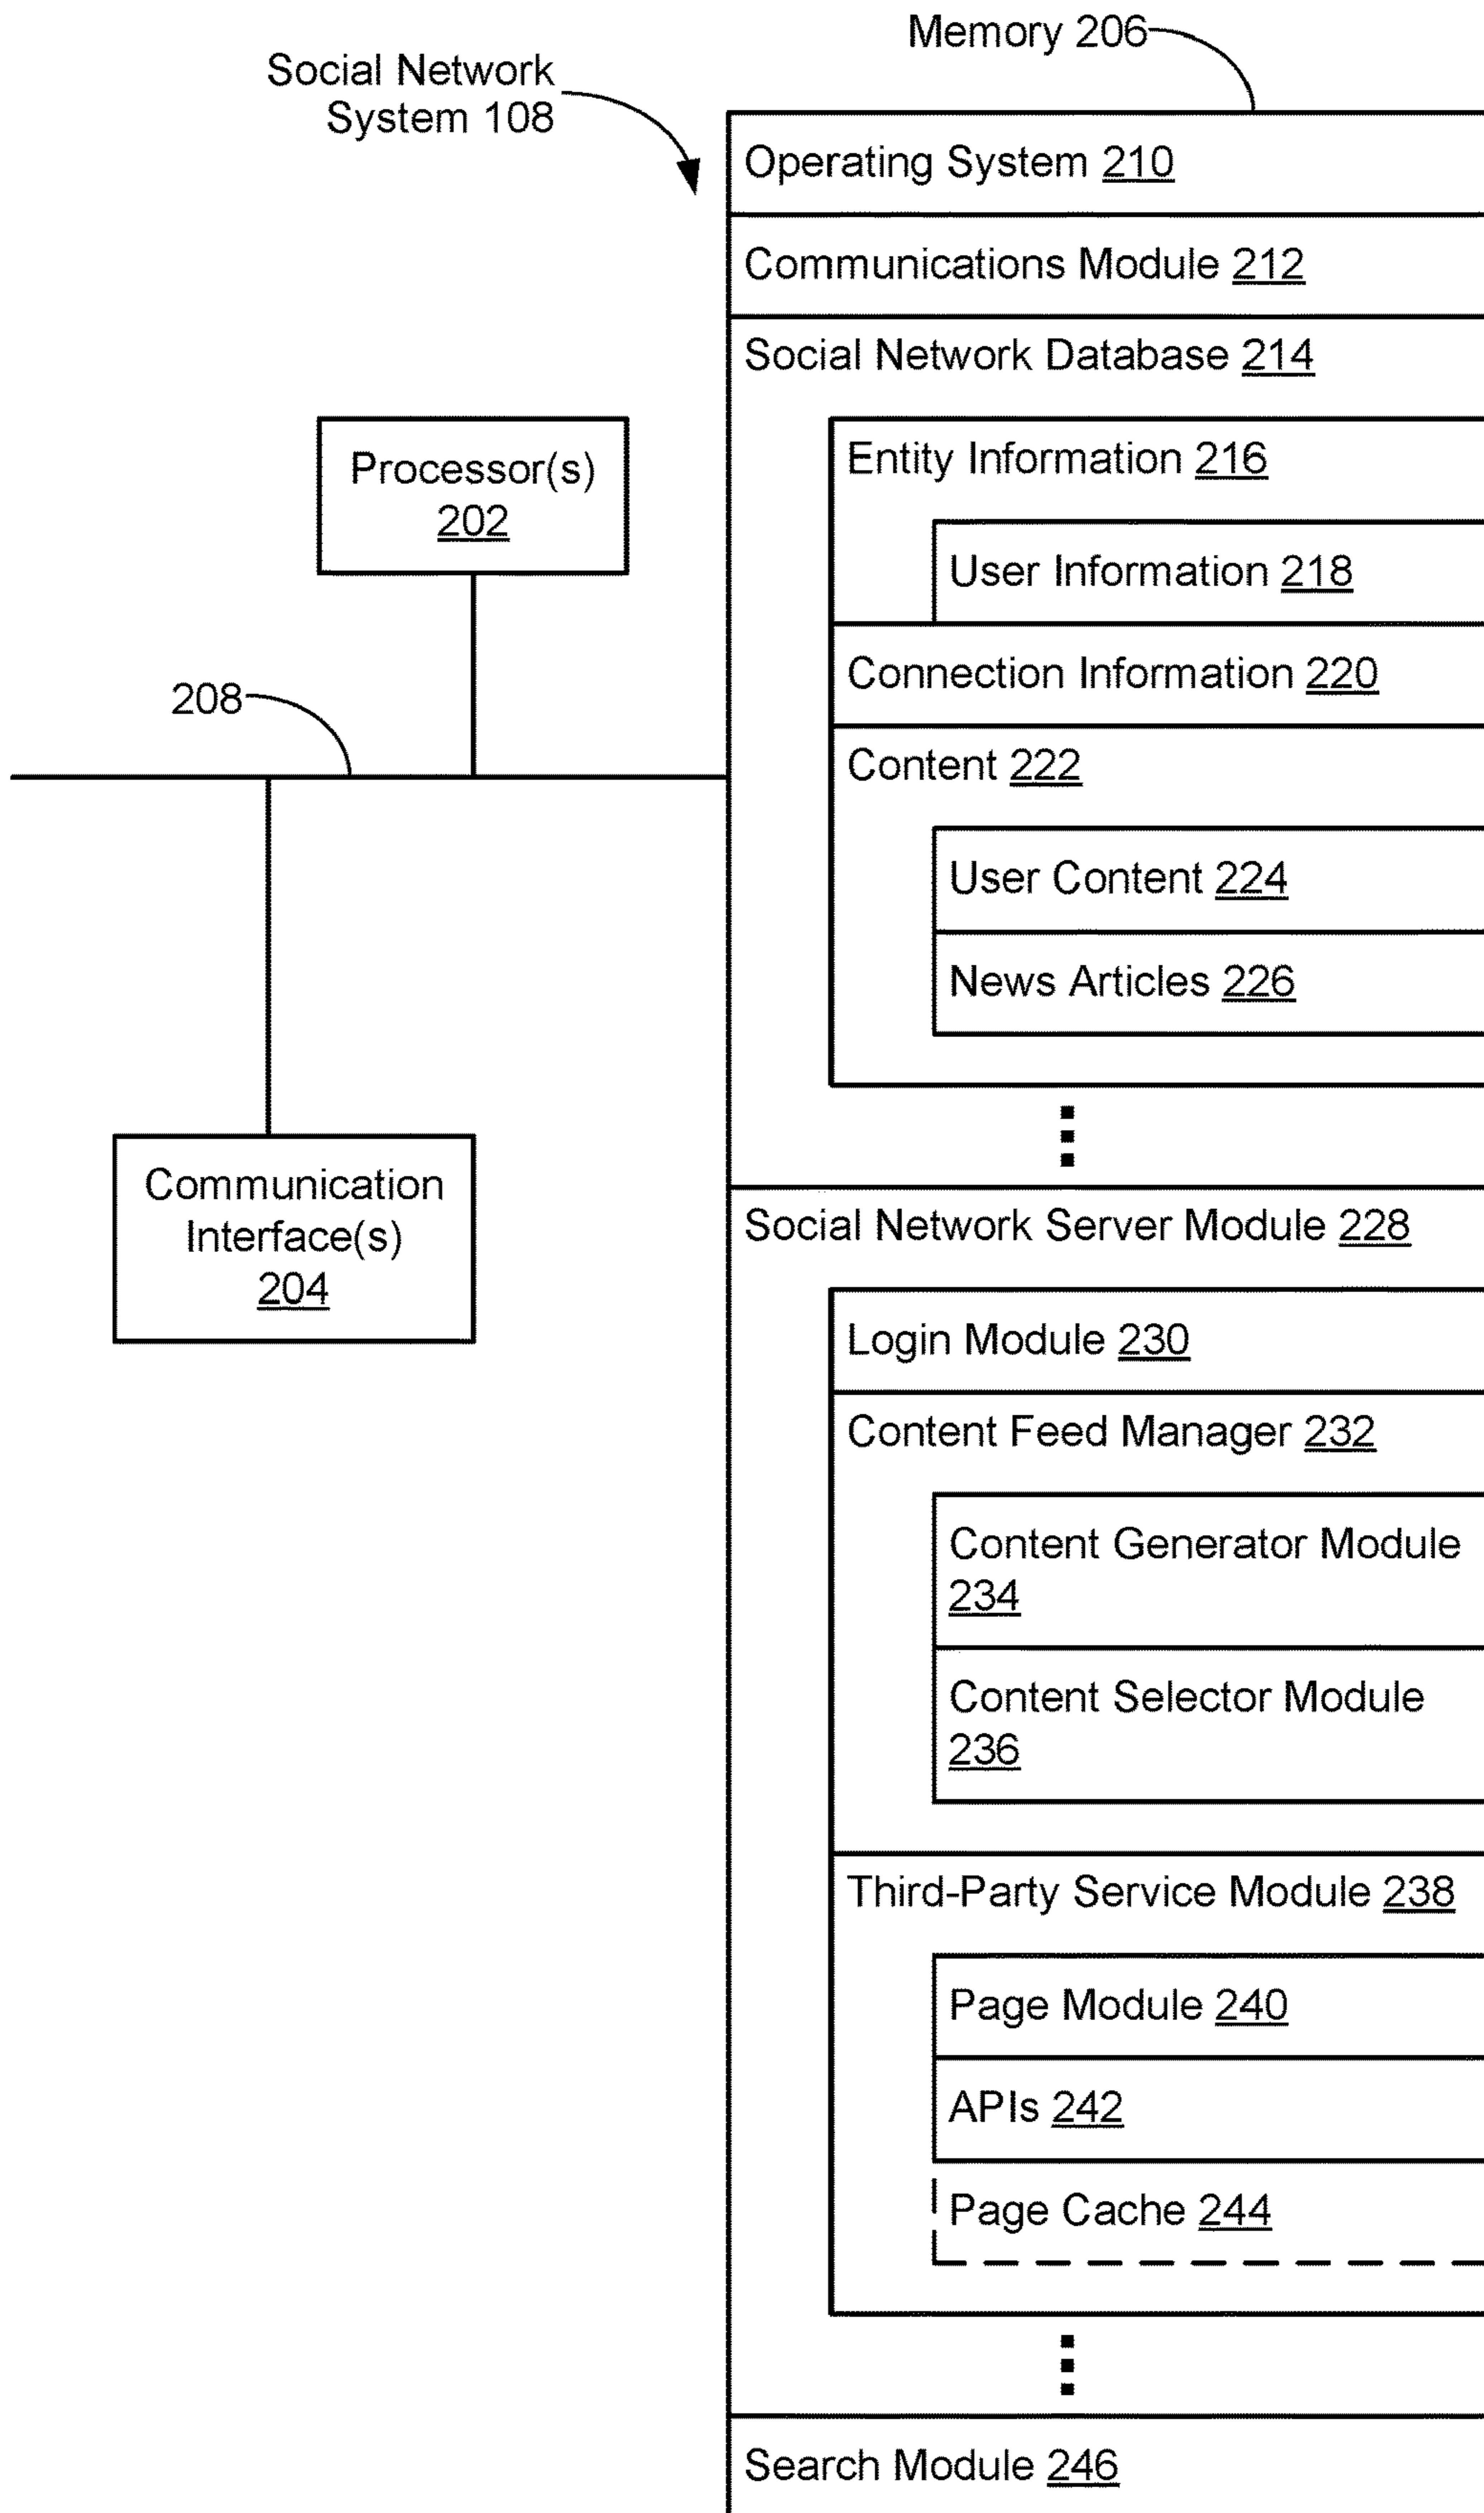 Memory 206
Social Network
System 108
Operating System 210
Communications Module 212
Social Network Database 214
Processor(s)
202
Entity Information 216
User Information 218
Connection Information 220
208
Content 222
User Content 224
News Articles 226
Communication
Interface(s)
204
Social Network Server Module 228
Login Module 230
Content Feed Manager 232
Content Generator Module
234
Content Selector Module
236
Third-Party Service Module 238
Page Module 240
APIs 242
Page Cache 244
Search Module 246